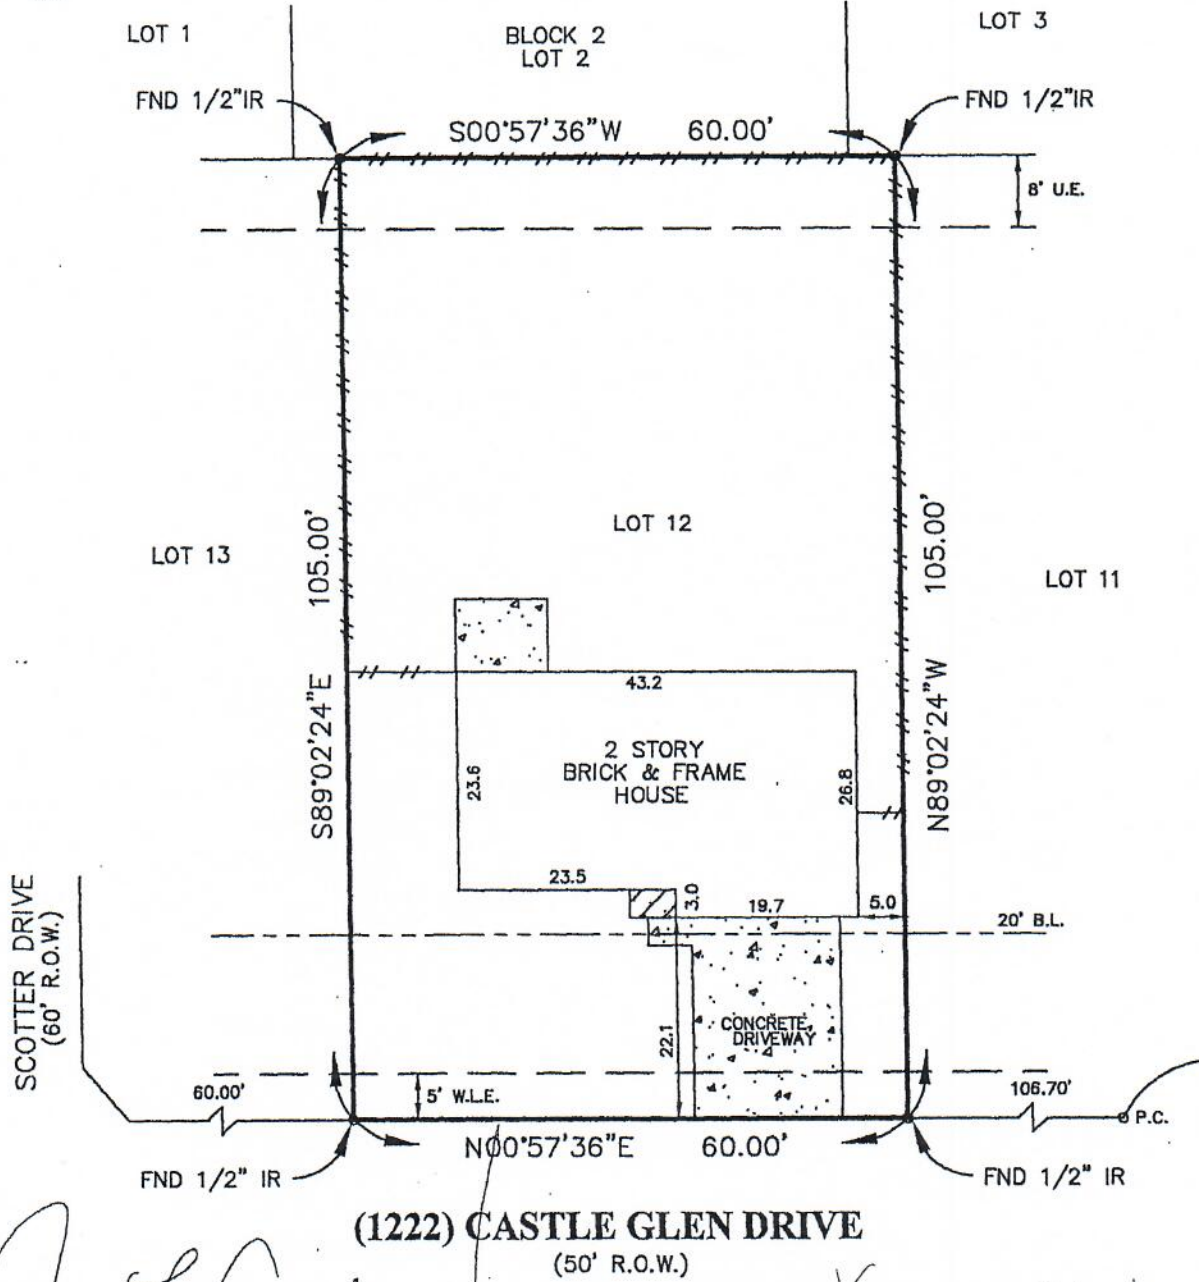 LOT 1
BLOCK 2
LOT 2
LOT 3
FND 1/2"IR
FND 1/2"IR
S00°57'36"W 60.00'
8' U.E.
LOT 13
LOT 12
LOT 11
S89°02'24"E 105.00'
N89°02'24"W 105.00'
43.2
2 STORY
BRICK & FRAME
HOUSE
23.6
26.8
23.5
3.0
19.7
5.0
20' B.L.
SCOTTER DRIVE
(60' R.O.W.)
22.1
CONCRETE
DRIVEWAY
60.00'
5' W.L.E.
106.70'
P.C.
N00°57'36"E 60.00'
FND 1/2" IR
FND 1/2" IR
(1222) CASTLE GLEN DRIVE
(50' R.O.W.)